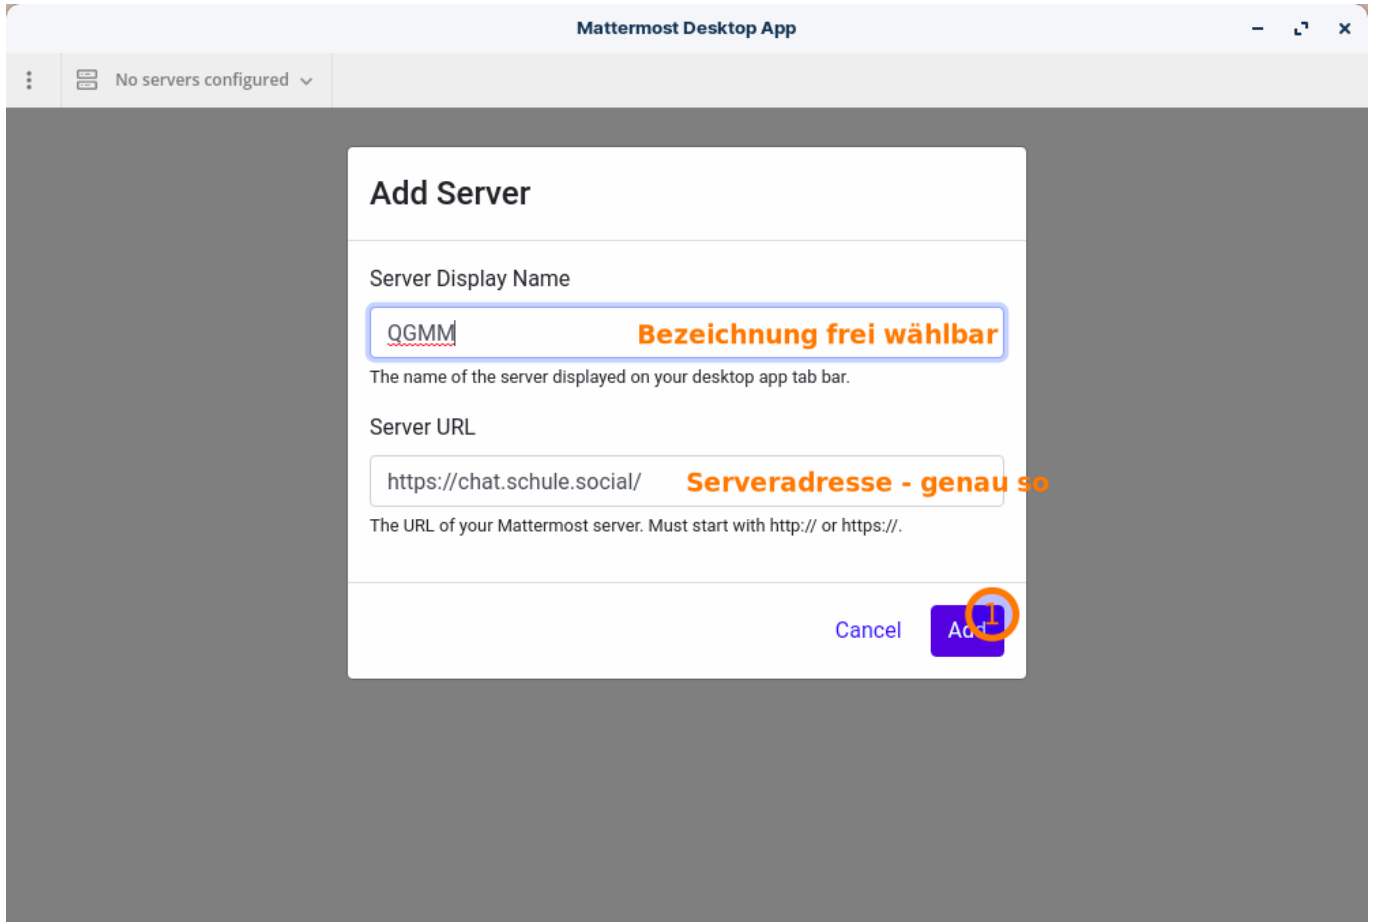 Mattermost Desktop App
No servers configured
Add Server
Server Display Name
QGMM Bezeichnung frei wählbar
The name of the server displayed on your desktop app tab bar.
Server URL
https://chat.schule.social/ Serveradresse - genau so
The URL of your Mattermost server. Must start with http:// or https://.
Cancel Add 1